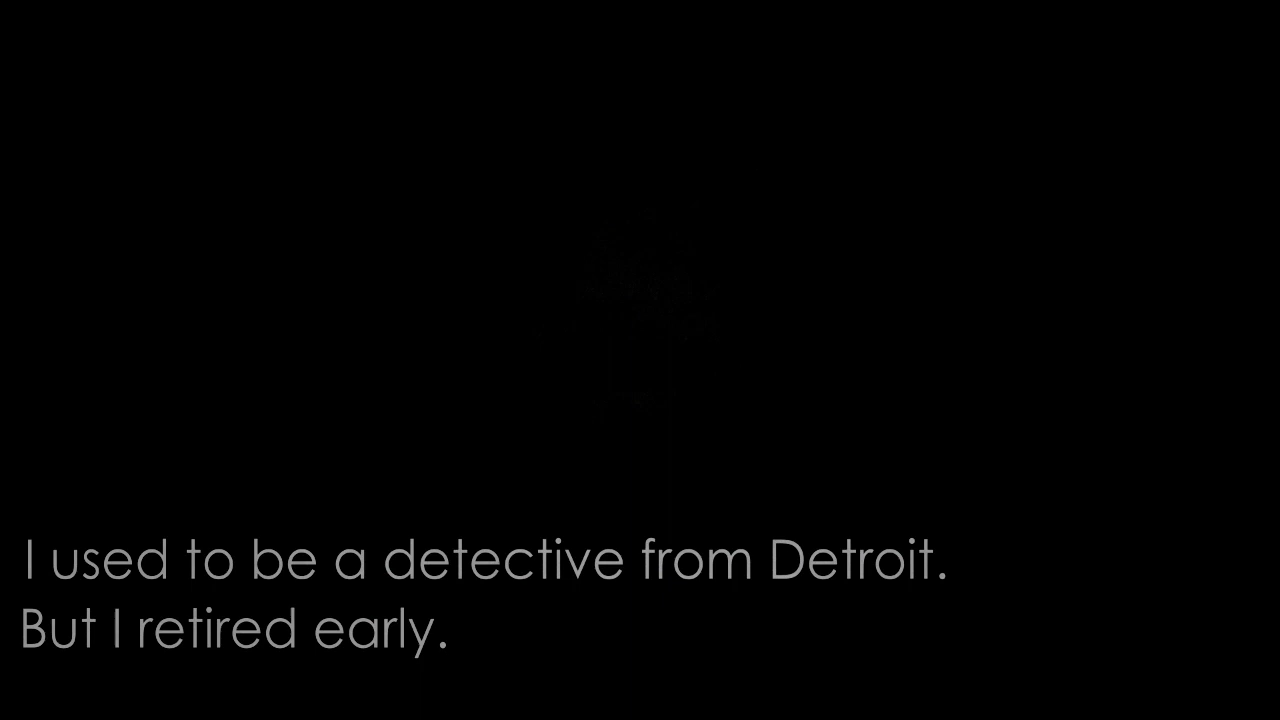 I used to be a detective from Detroit.
But I retired early.